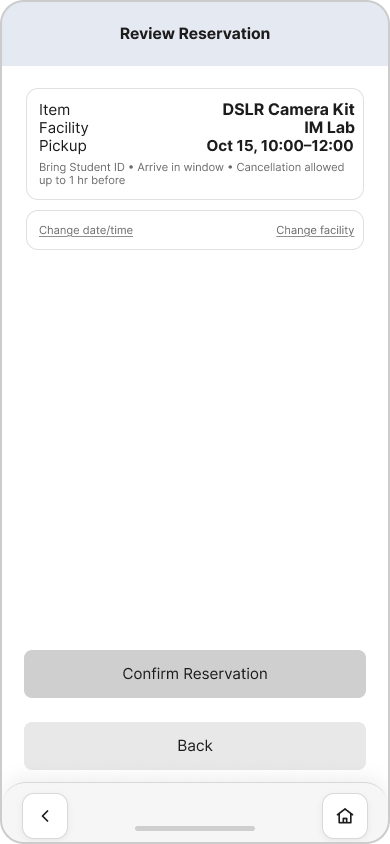 Review Reservation
Item DSLR Camera Kit
Facility IM Lab
Pickup Oct 15, 10:00–12:00
Bring Student ID • Arrive in window • Cancellation allowed
up to 1 hr before
Change date/time Change facility
Confirm Reservation
Back